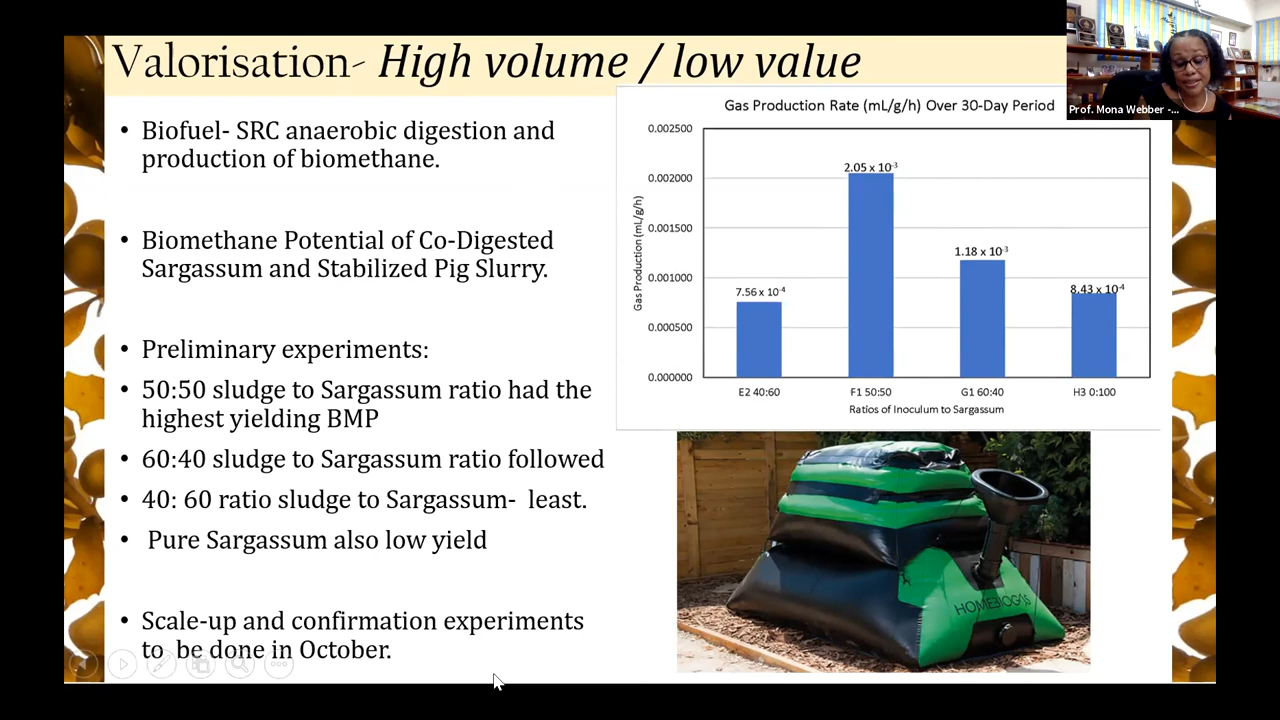 Valorisation- High volume / low value
• Biofuel- SRC anaerobic digestion and
production of biomethane.
• Biomethane Potential of Co-Digested
Sargassum and Stabilized Pig Slurry.
• Preliminary experiments:
• 50:50 sludge to Sargassum ratio had the
highest yielding BMP
• 60:40 sludge to Sargassum ratio followed
• 40: 60 ratio sludge to Sargassum- least.
• Pure Sargassum also low yield
• Scale-up and confirmation experiments
to be done in October.
Gas Production Rate (mL/g/h) Over 30-Day Period
Gas Production (mL/g/h)
0.002500
0.002000
0.001500
0.001000
0.000500
0.000000
7.56 x 10⁻⁴
2.05 x 10⁻³
1.18 x 10⁻³
8.43 x 10⁻⁴
E2 40:60 F1 50:50 G1 60:40 H3 0:100
Ratios of Inoculum to Sargassum
HOMEBIOGAS
Prof. Mona Webber -...